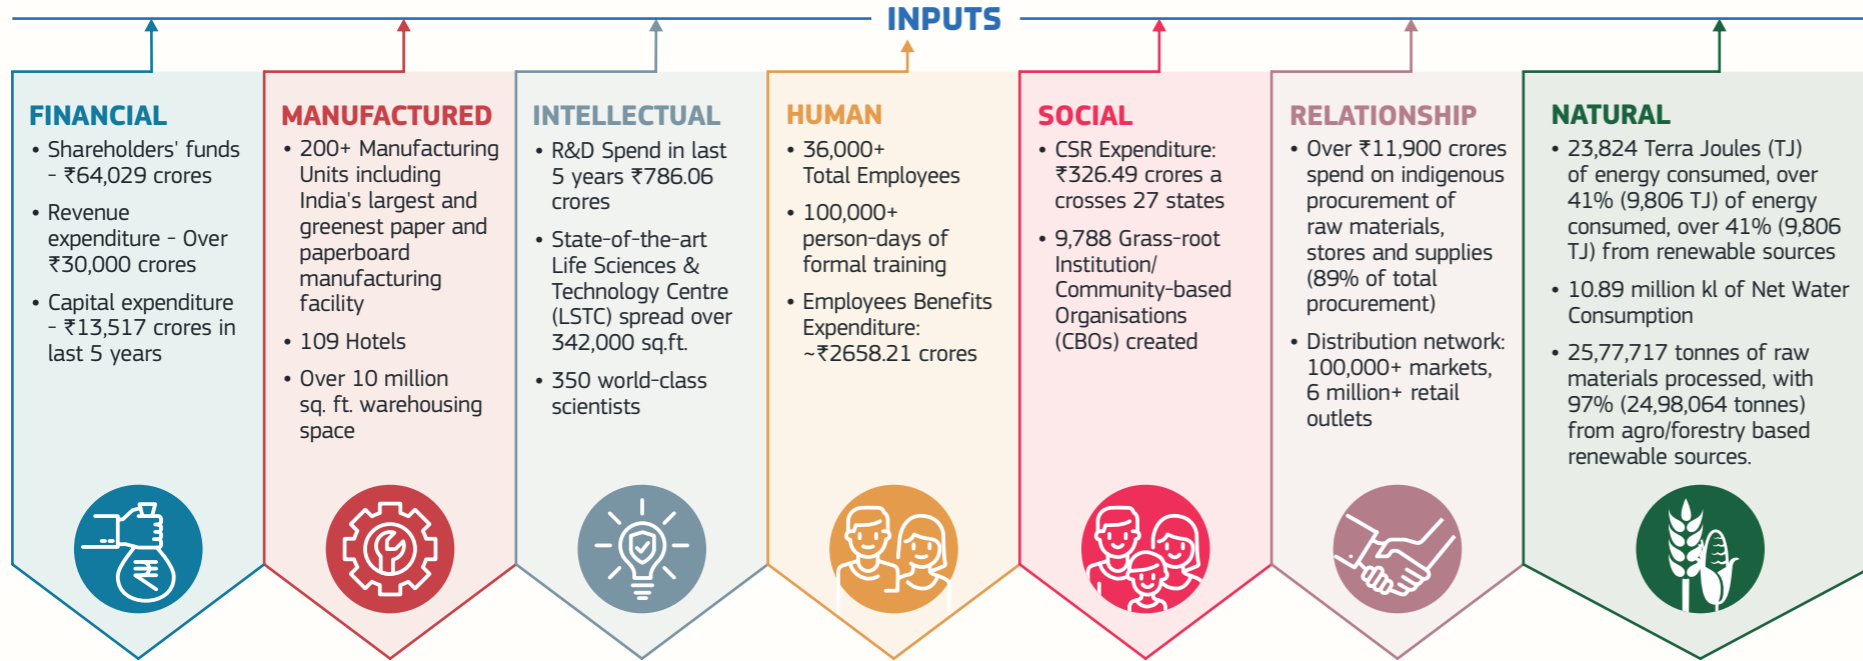 INPUTS
FINANCIAL
• Shareholders' funds
- ₹64,029 crores
• Revenue
expenditure - Over
₹30,000 crores
• Capital expenditure
- ₹13,517 crores in
last 5 years
MANUFACTURED
• 200+ Manufacturing
Units including
India's largest and
greenest paper and
paperboard
manufacturing
facility
• 109 Hotels
• Over 10 million
sq. ft. warehousing
space
INTELLECTUAL
• R&D Spend in last
5 years ₹786.06
crores
• State-of-the-art
Life Sciences &
Technology Centre
(LSTC) spread over
342,000 sq.ft.
• 350 world-class
scientists
HUMAN
• 36,000+
Total Employees
• 100,000+
person-days of
formal training
• Employees Benefits
Expenditure:
~₹2658.21 crores
SOCIAL
• CSR Expenditure:
₹326.49 crores a
crosses 27 states
• 9,788 Grass-root
Institution/
Community-based
Organisations
(CBOs) created
RELATIONSHIP
• Over ₹11,900 crores
spend on indigenous
procurement of
raw materials,
stores and supplies
(89% of total
procurement)
• Distribution network:
100,000+ markets,
6 million+ retail
outlets
NATURAL
• 23,824 Terra Joules (TJ)
of energy consumed, over
41% (9,806 TJ) of energy
consumed, over 41% (9,806
TJ) from renewable sources
• 10.89 million kl of Net Water
Consumption
• 25,77,717 tonnes of raw
materials processed, with
97% (24,98,064 tonnes)
from agro/forestry based
renewable sources.
₹